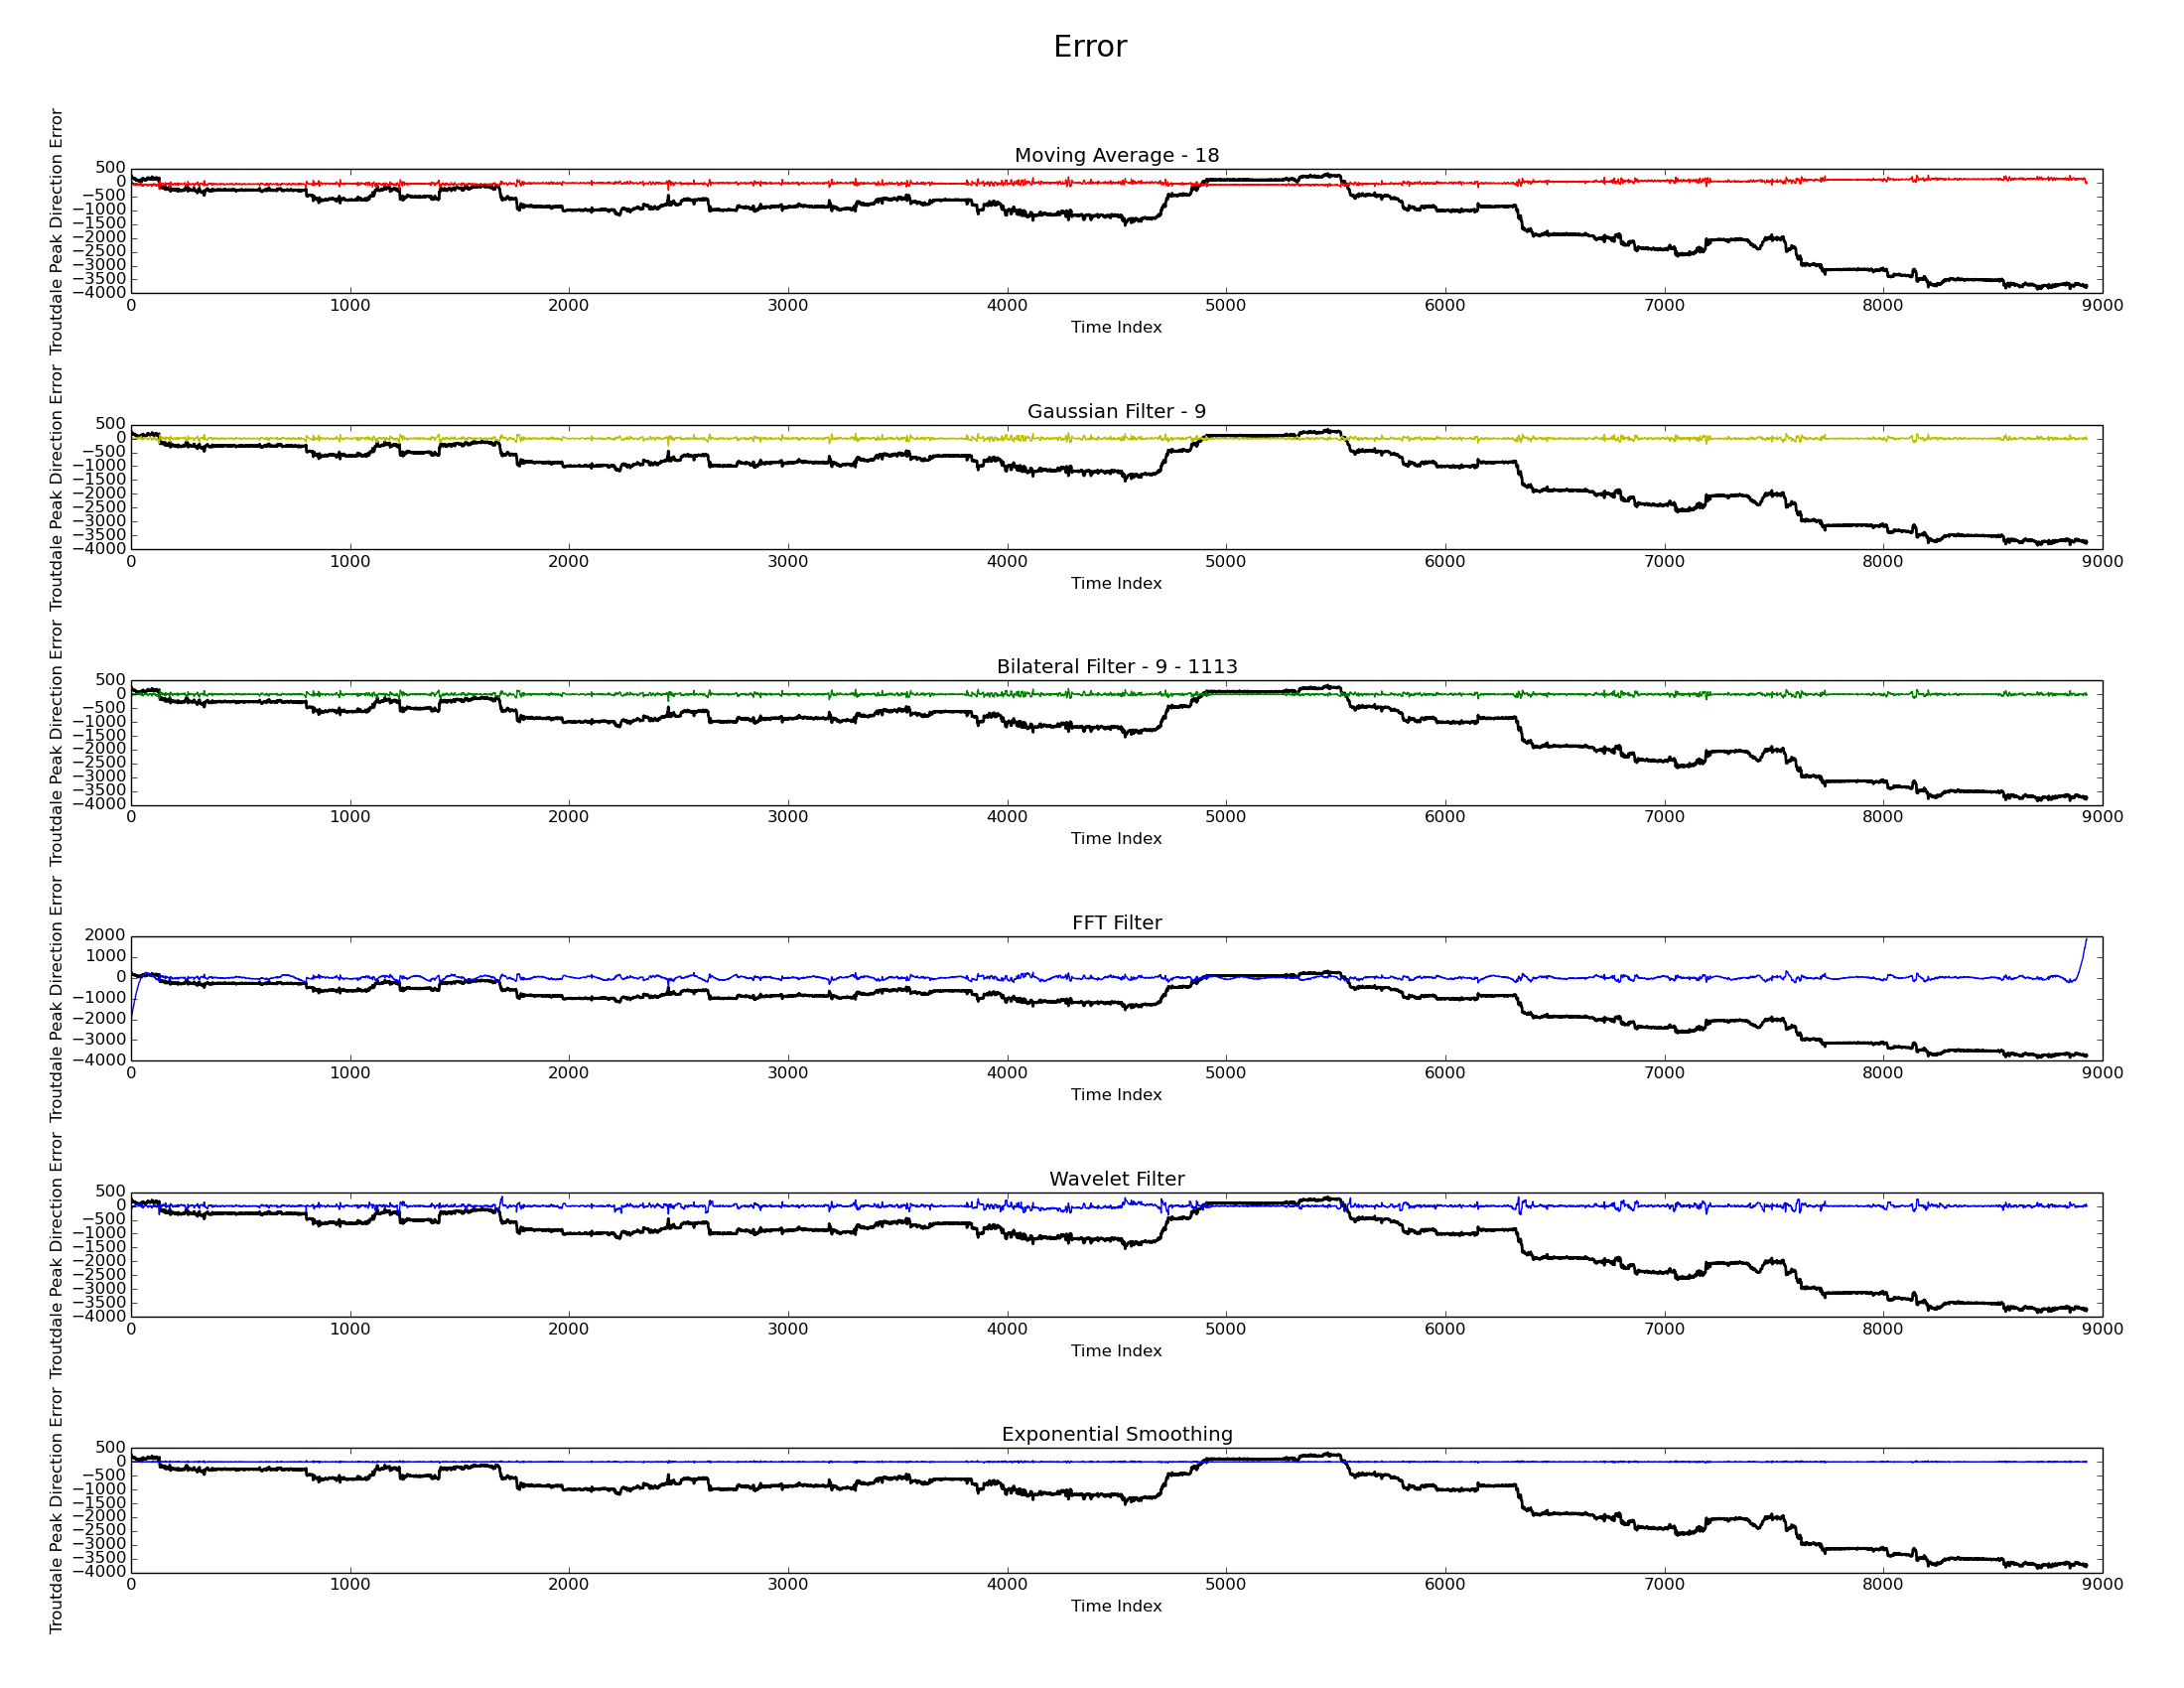 Error
Moving Average - 18
Troutdale Peak Direction Error
500
0
−500
−1000
−1500
−2000
−2500
−3000
−3500
−4000
0 1000 2000 3000 4000 5000 6000 7000 8000 9000
Time Index
Gaussian Filter - 9
Troutdale Peak Direction Error
500
0
−500
−1000
−1500
−2000
−2500
−3000
−3500
−4000
0 1000 2000 3000 4000 5000 6000 7000 8000 9000
Time Index
Bilateral Filter - 9 - 1113
Troutdale Peak Direction Error
500
0
−500
−1000
−1500
−2000
−2500
−3000
−3500
−4000
0 1000 2000 3000 4000 5000 6000 7000 8000 9000
Time Index
FFT Filter
Troutdale Peak Direction Error
2000
1000
0
−1000
−2000
−3000
−4000
0 1000 2000 3000 4000 5000 6000 7000 8000 9000
Time Index
Wavelet Filter
Troutdale Peak Direction Error
500
0
−500
−1000
−1500
−2000
−2500
−3000
−3500
−4000
0 1000 2000 3000 4000 5000 6000 7000 8000 9000
Time Index
Exponential Smoothing
Troutdale Peak Direction Error
500
0
−500
−1000
−1500
−2000
−2500
−3000
−3500
−4000
0 1000 2000 3000 4000 5000 6000 7000 8000 9000
Time Index